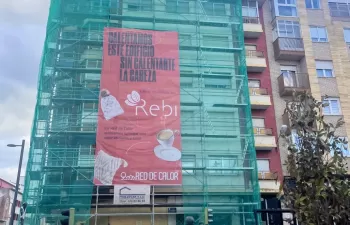 CALENTAMOS
ESTE EDIFICIO
SIN CALENTARTE
LA CABEZA
Rebi
RED DE CALOR